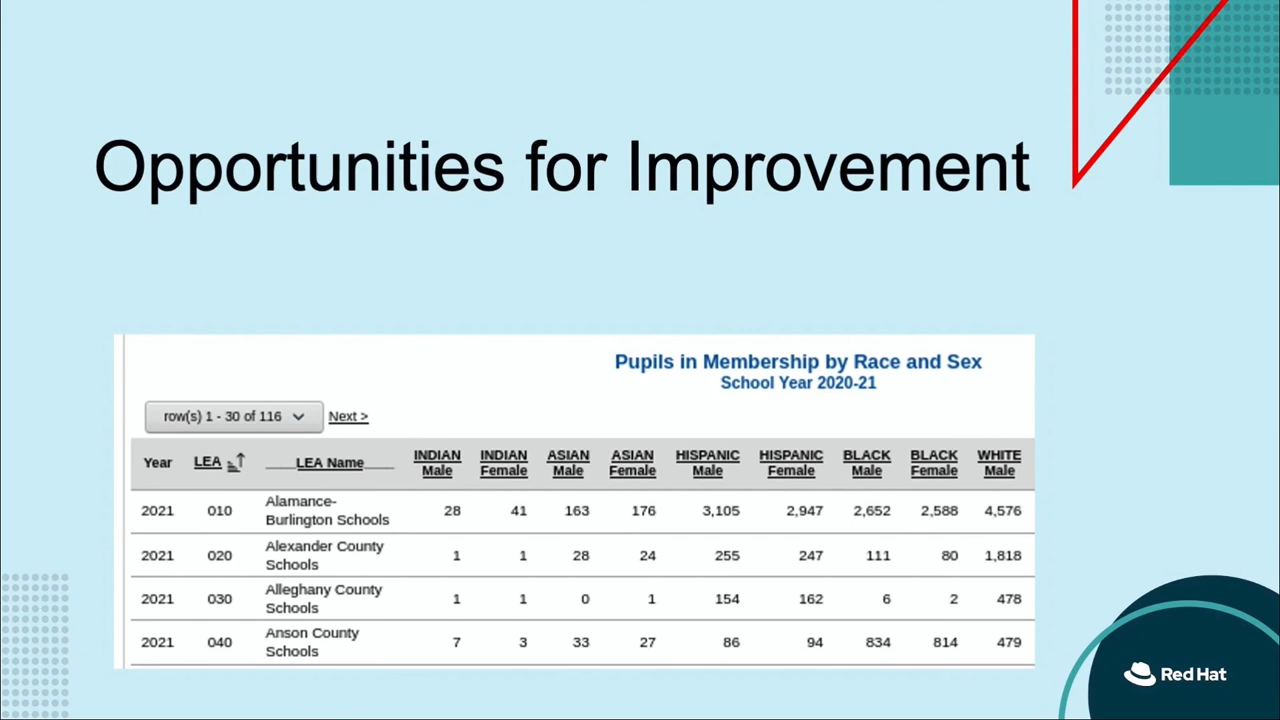 Opportunities for Improvement
Pupils in Membership by Race and Sex
School Year 2020-21
row(s) 1 - 30 of 116 Next >
Year LEA LEA Name INDIAN Male INDIAN Female ASIAN Male ASIAN Female HISPANIC Male HISPANIC Female BLACK Male BLACK Female WHITE Male
2021 010 Alamance-Burlington Schools 28 41 163 176 3,105 2,947 2,652 2,588 4,576
2021 020 Alexander County Schools 1 1 28 24 255 247 111 80 1,818
2021 030 Alleghany County Schools 1 1 0 1 154 162 6 2 478
2021 040 Anson County Schools 7 3 33 27 86 94 834 814 479
Red Hat